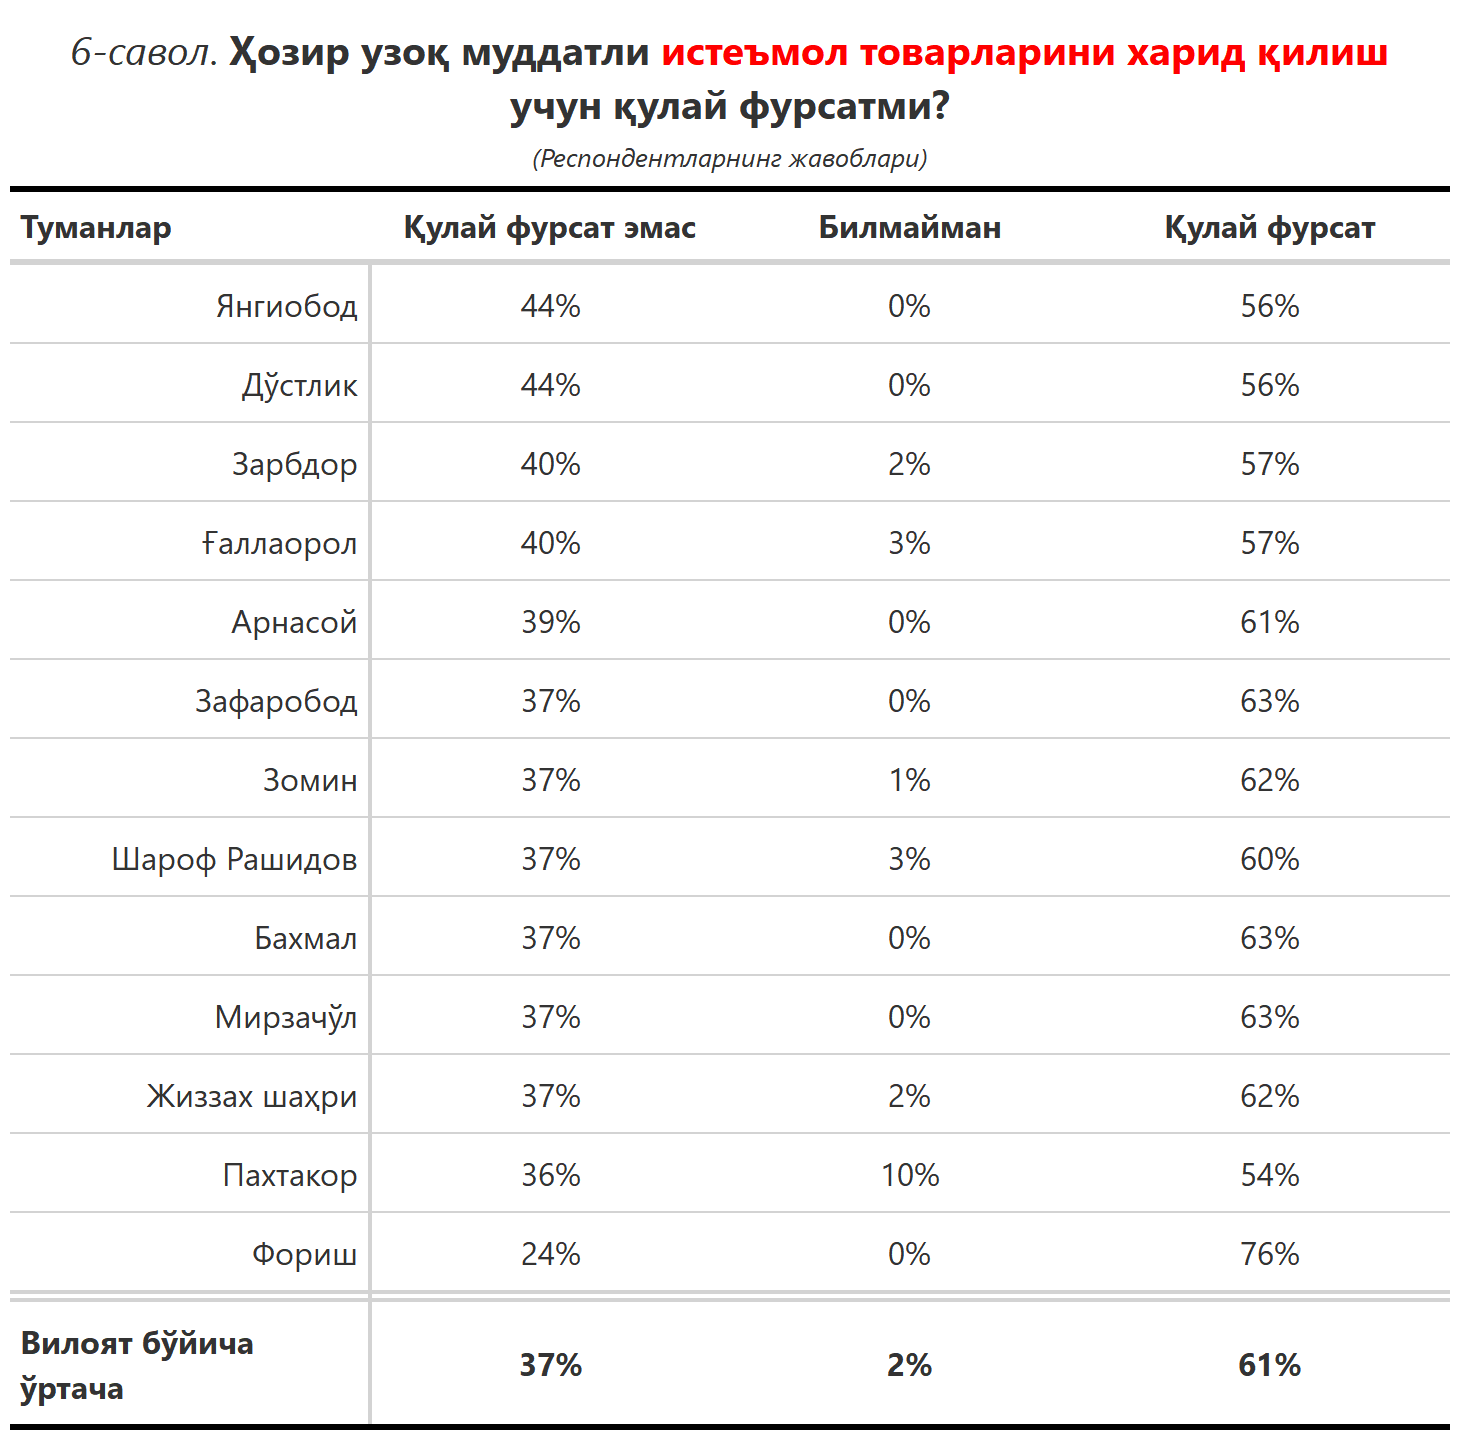 6-савол. Ҳозир узоқ муддатли истеъмол товарларини харид қилиш
учун қулай фурсатми?
(Респондентларнинг жавоблари)
Туманлар Қулай фурсат эмас Билмайман Қулай фурсат
Янгиобод 44% 0% 56%
Дўстлик 44% 0% 56%
Зарбдор 40% 2% 57%
Ғаллаорол 40% 3% 57%
Арнасой 39% 0% 61%
Зафаробод 37% 0% 63%
Зомин 37% 1% 62%
Шароф Рашидов 37% 3% 60%
Бахмал 37% 0% 63%
Мирзачўл 37% 0% 63%
Жиззах шаҳри 37% 2% 62%
Пахтакор 36% 10% 54%
Фориш 24% 0% 76%
Вилоят бўйича
ўртача 37% 2% 61%